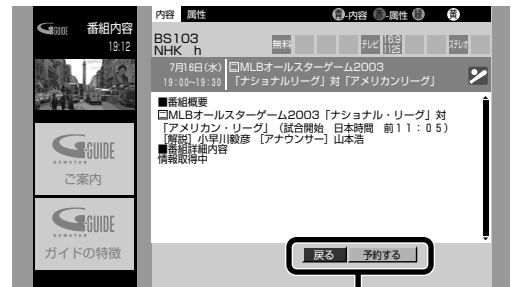 G GUIDE 番組内容
19:12
内容 属性
青-内容 赤-属性 緑 黄
BS103
NHK h
無料 テレビ 16:9 1125 ステレオ
7月16日(水) □MLBオールスターゲーム2003
19:00~19:30 「ナショナルリーグ」対「アメリカンリーグ」
■番組概要
□MLBオールスターゲーム2003「ナショナル・リーグ」対
「アメリカン・リーグ」(試合開始 日本時間 前11:05)
[解説]小早川毅彦 [アナウンサー]山本浩
■番組詳細内容
情報取得中
G-GUIDE
GEMSTAR
ご案内
G-GUIDE
GEMSTAR
ガイドの特徴
戻る 予約する